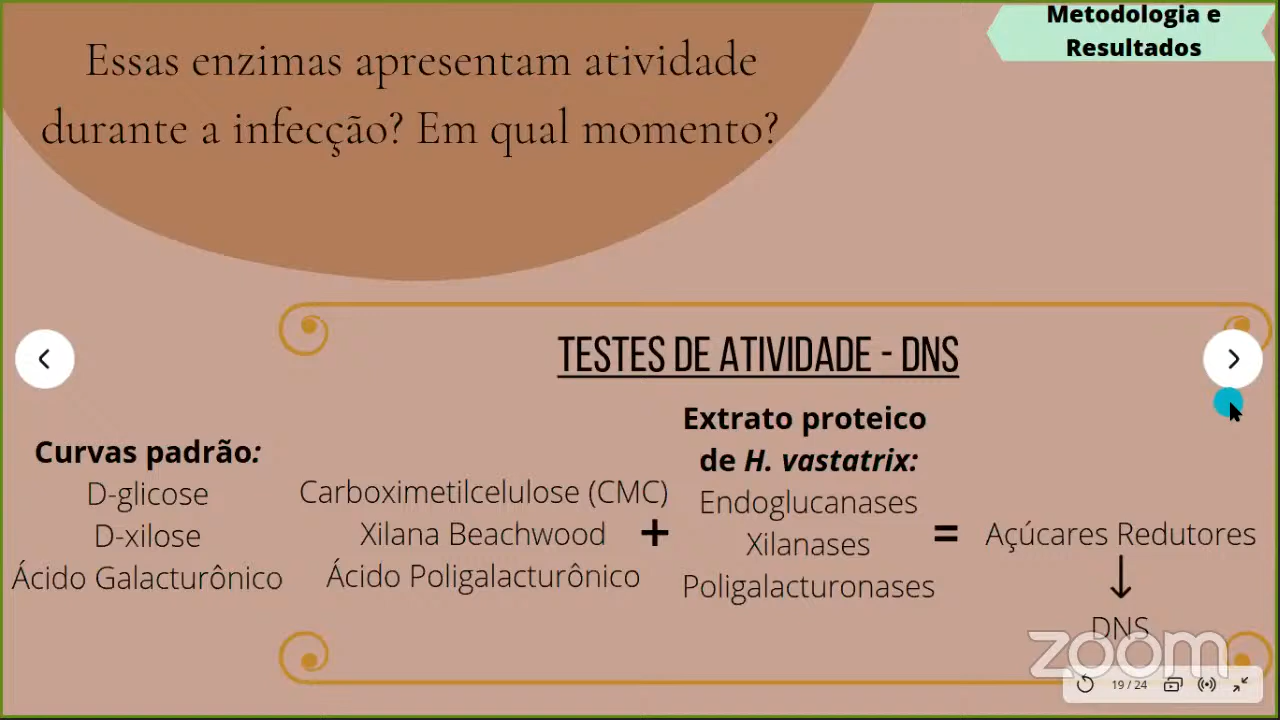 Metodologia e
Resultados
Essas enzimas apresentam atividade
durante a infecção? Em qual momento?
TESTES DE ATIVIDADE - DNS
Curvas padrão:
D-glicose
D-xilose
Ácido Galacturônico
Carboximetilcelulose (CMC)
Xilana Beachwood
Ácido Poligalacturônico
+
Extrato proteico
de H. vastatrix:
Endoglucanases
Xilanases
Poligalacturonases
=
Açúcares Redutores
DNS
zoom
19 / 24